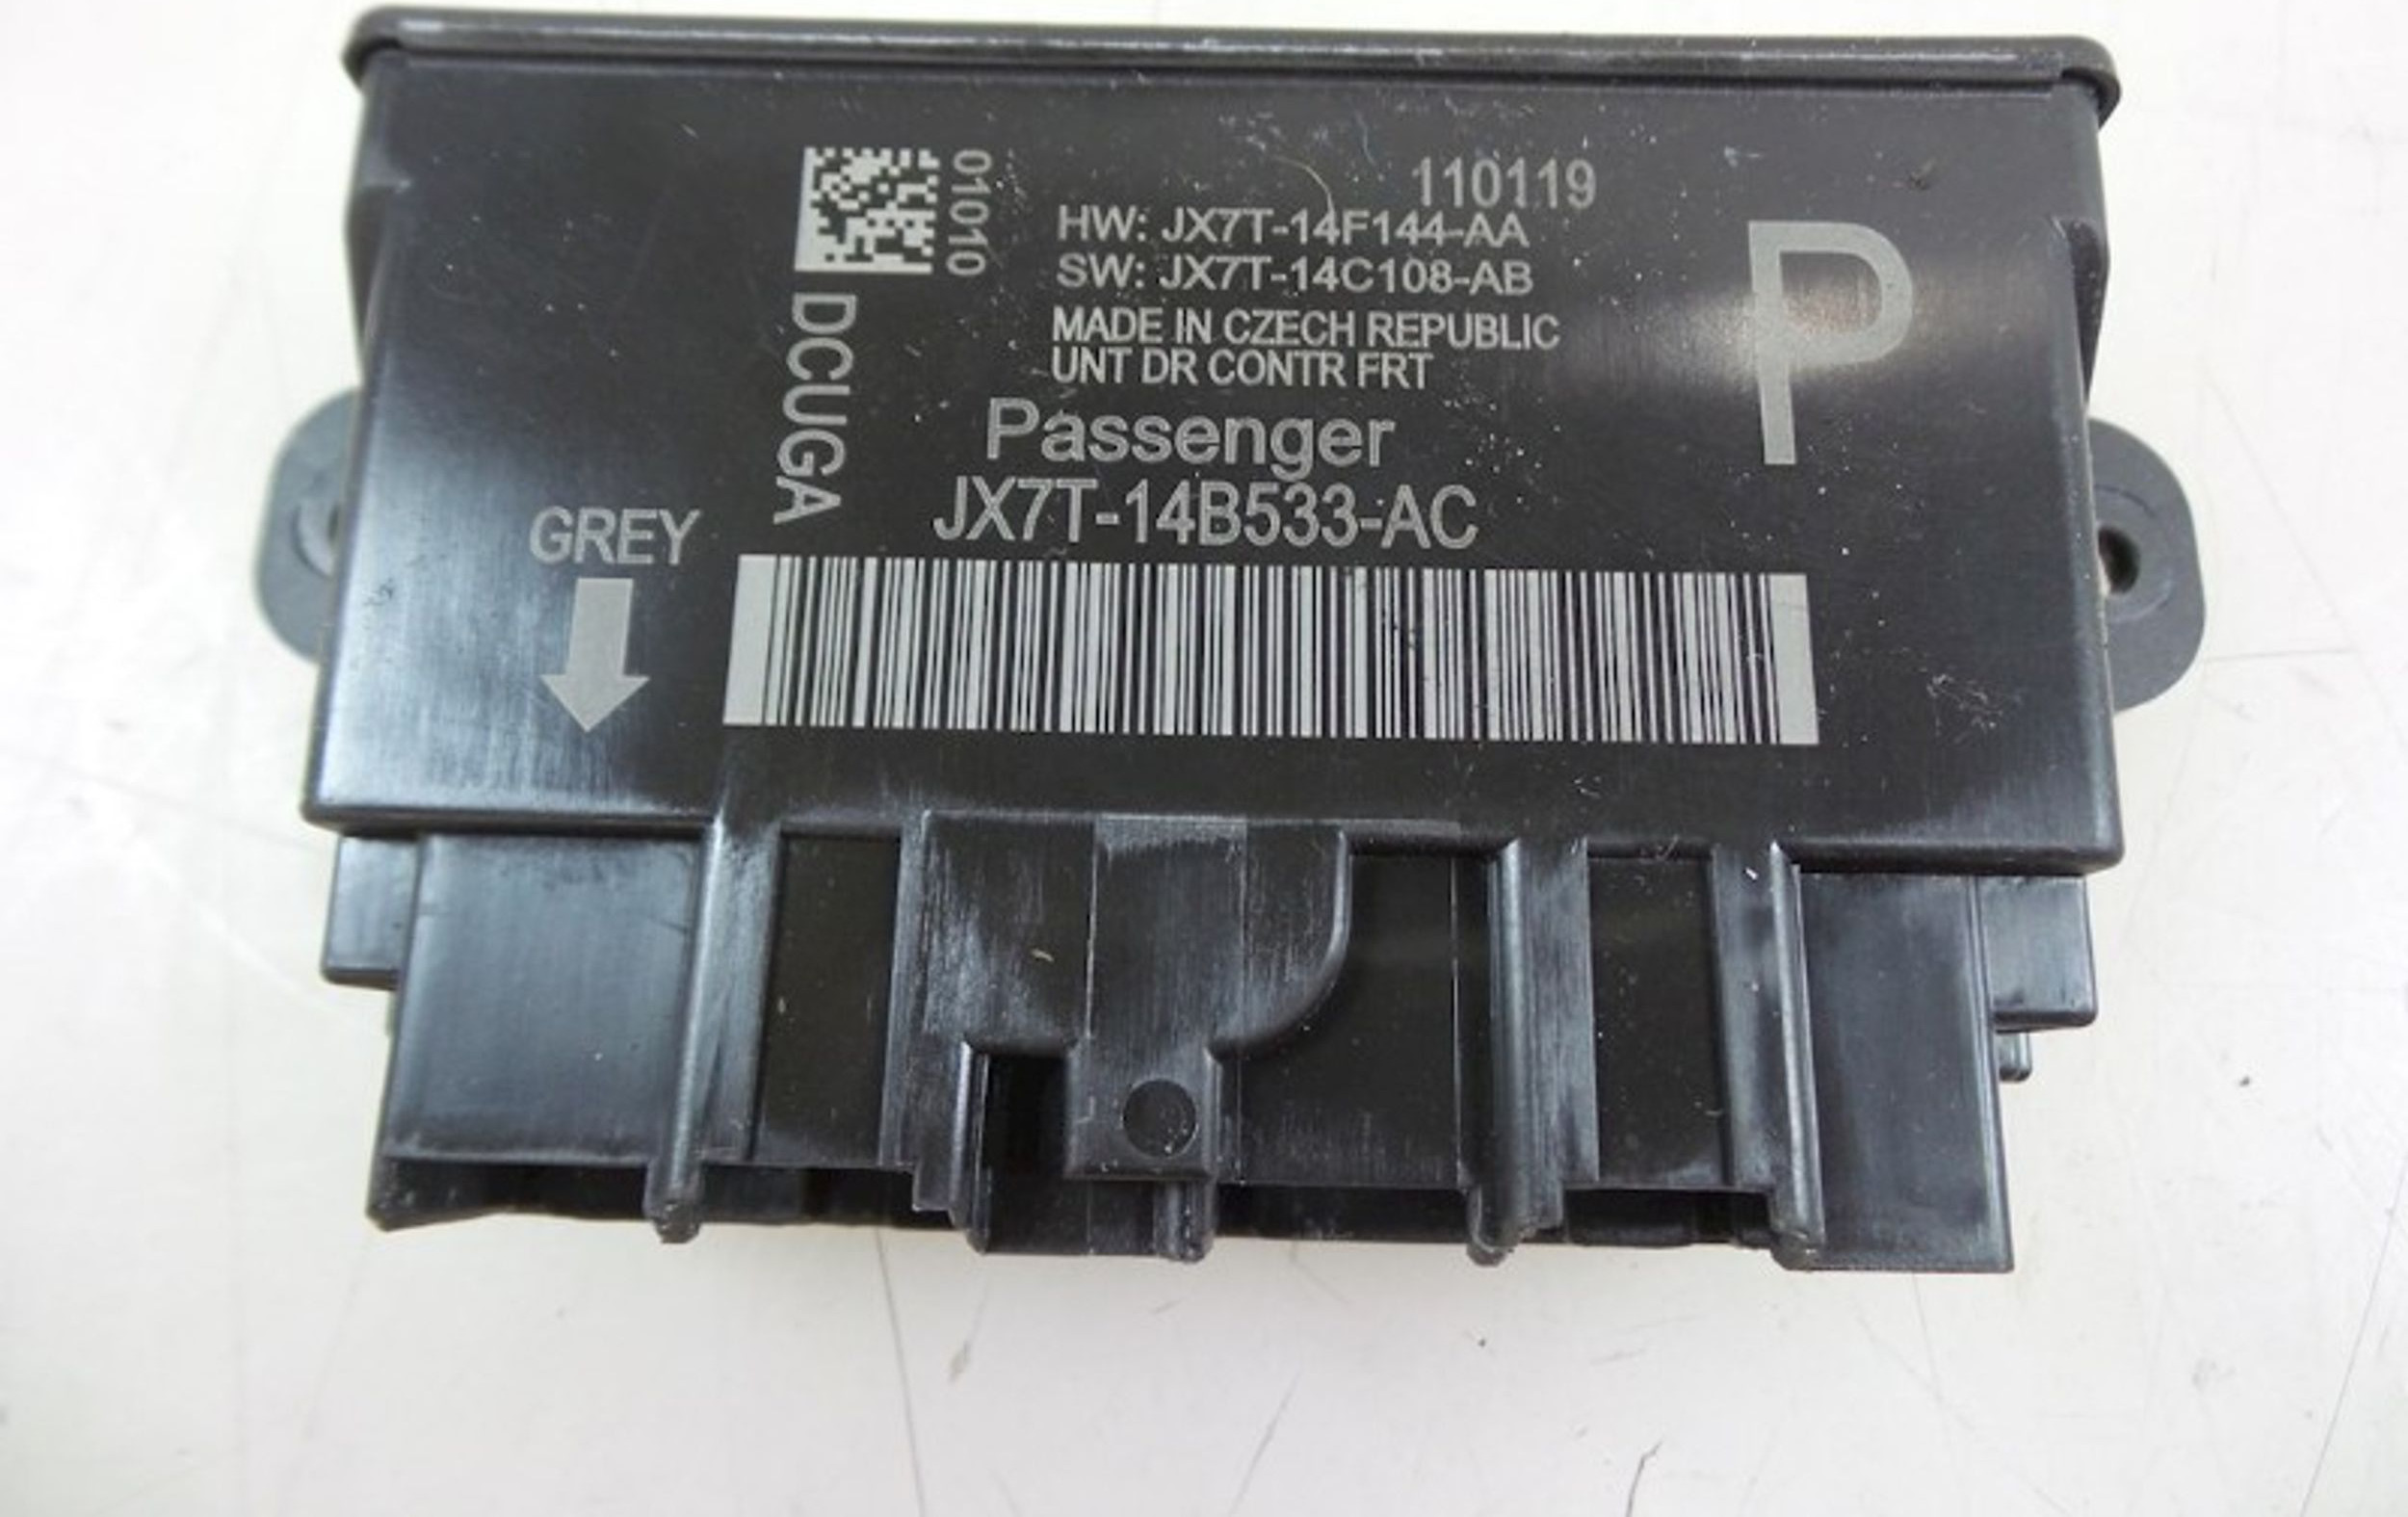 011010
110119
HW: JX7T-14F144-AA
SW: JX7T-14C108-AB
MADE IN CZECH REPUBLIC
UNT DR CONTR FRT
P
DCUGA
Passenger
JX7T-14B533-AC
GREY